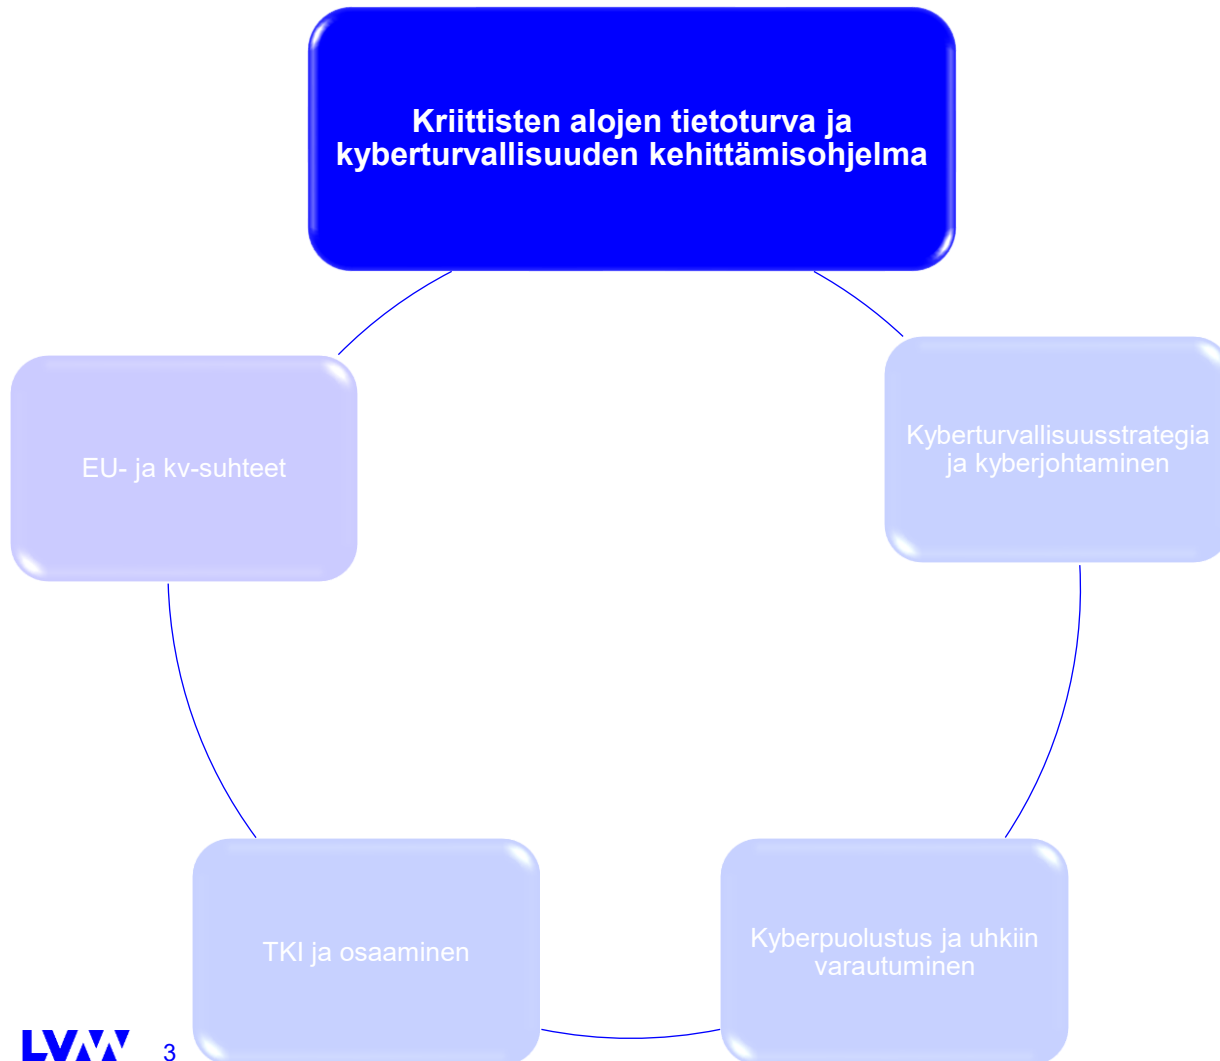 Kriittisten alojen tietoturva ja
kyberturvallisuuden kehittämisohjelma
EU- ja kv-suhteet
Kyberturvallisuusstrategia
ja kyberjohtaminen
TKI ja osaaminen
Kyberpuolustus ja uhkiin
varautuminen
LVM 3